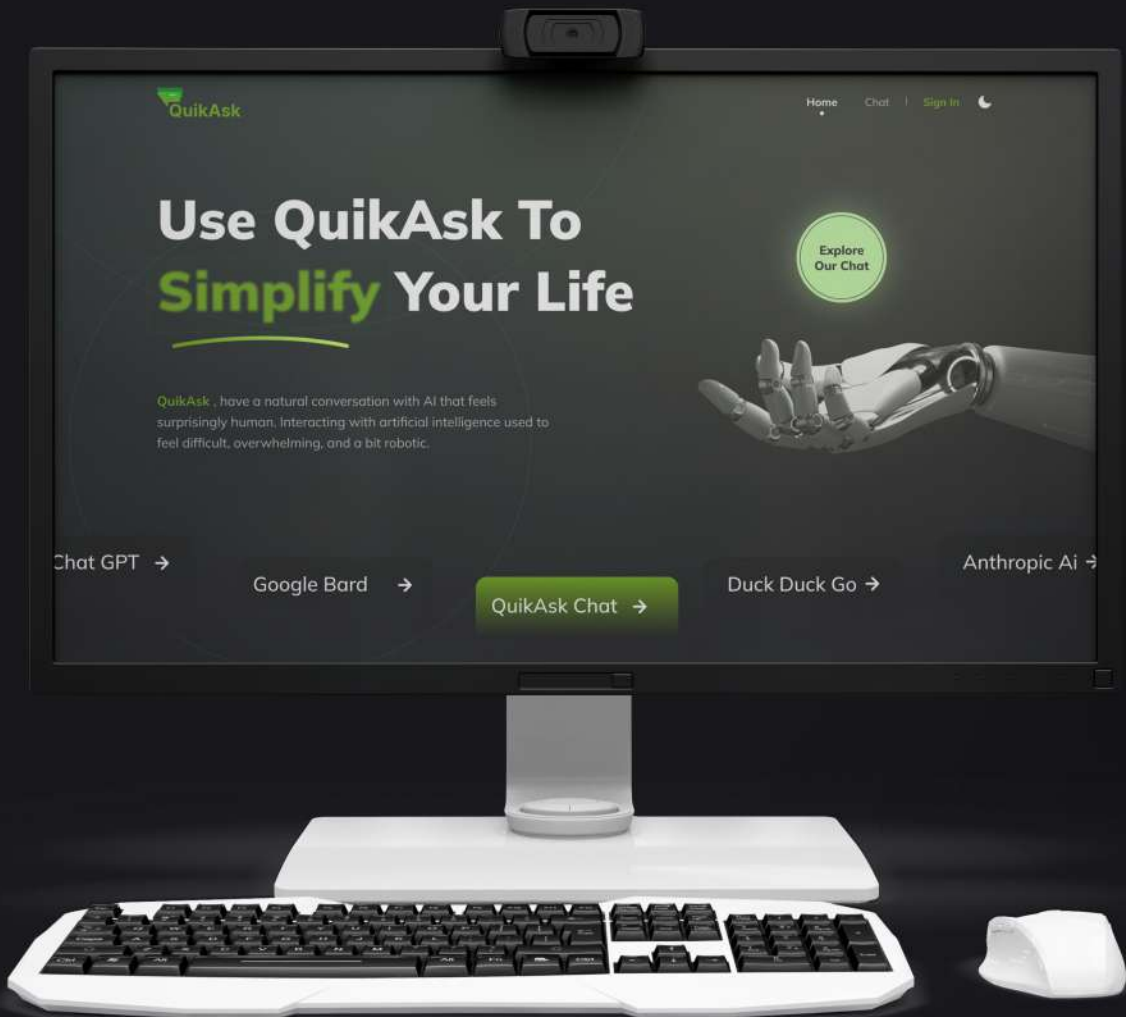 QuikAsk
Home Chat | Sign In
Use QuikAsk To
Simplify Your Life
Explore
Our Chat
QuikAsk , have a natural conversation with AI that feels
surprisingly human. Interacting with artificial intelligence used to
feel difficult, overwhelming, and a bit robotic.
Chat GPT →
Google Bard →
QuikAsk Chat →
Duck Duck Go →
Anthropic Ai →